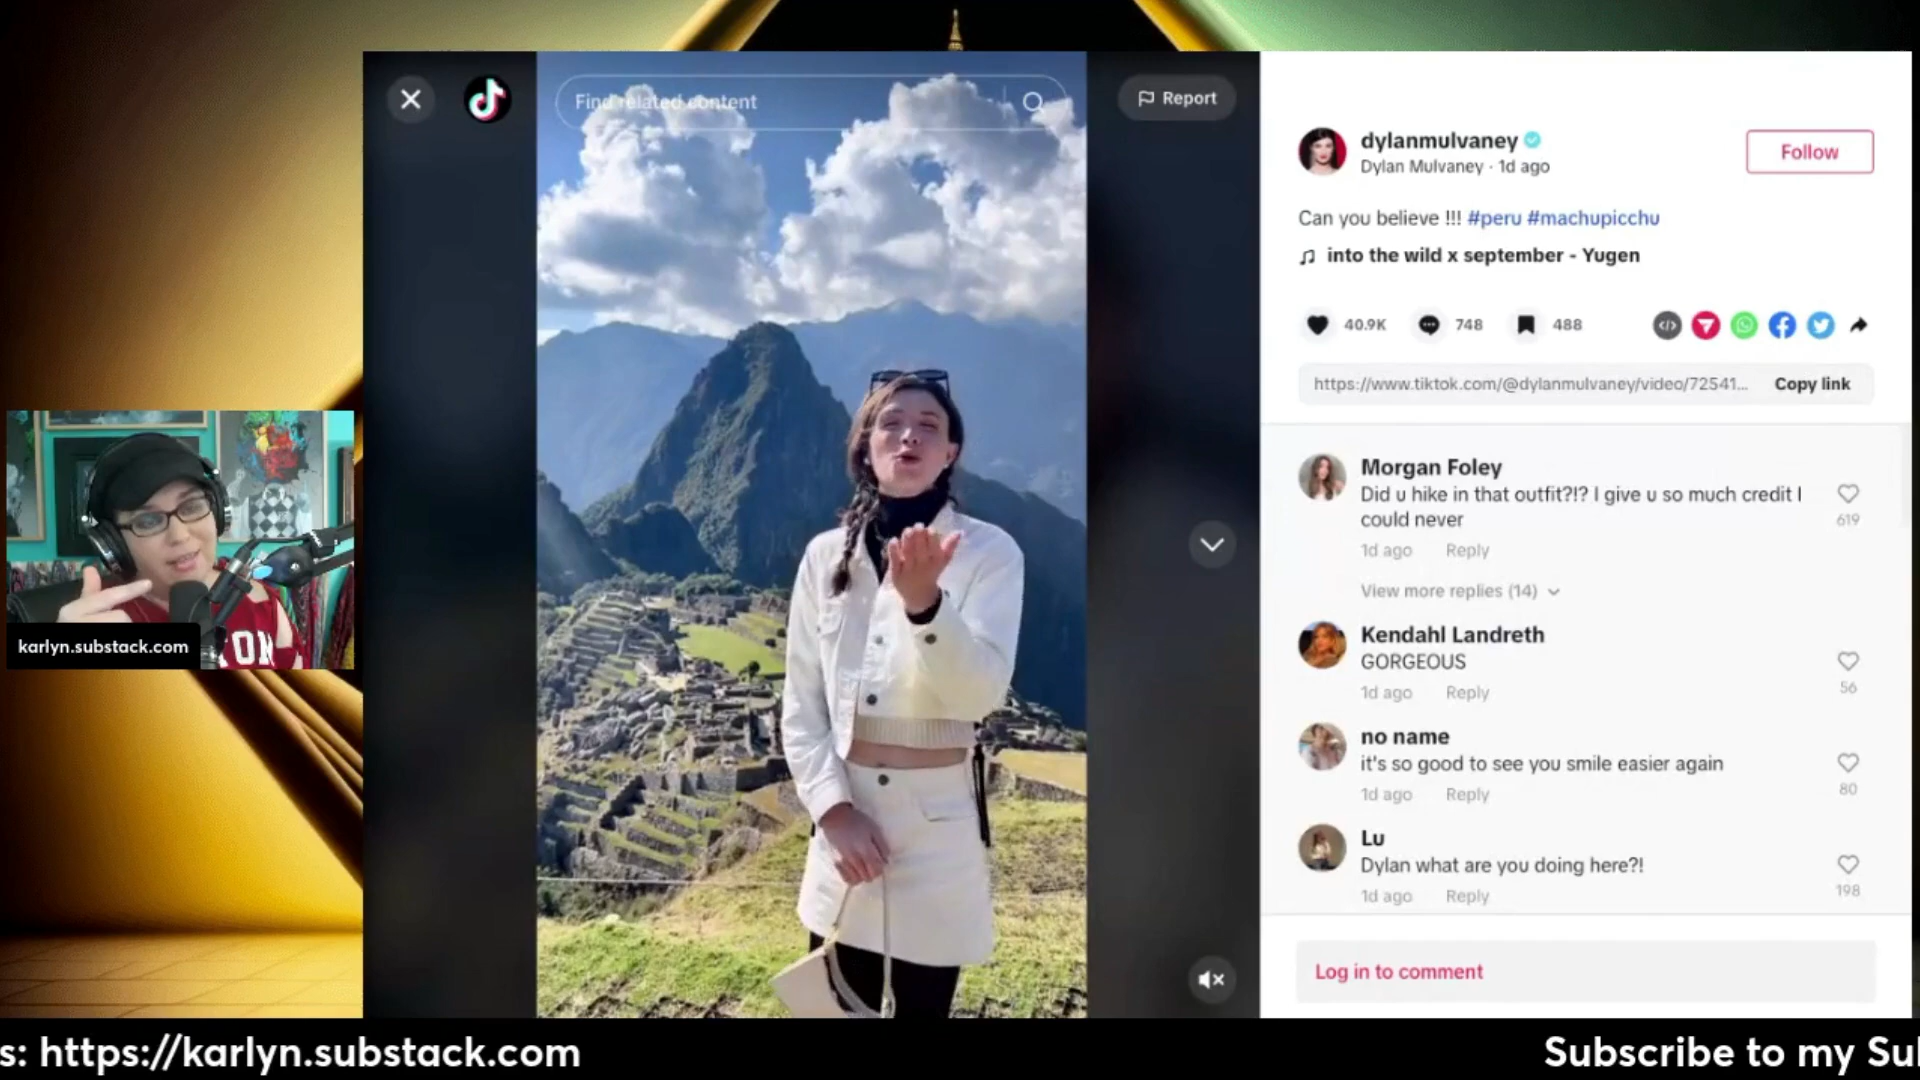 Find related content
Report
dylanmulvaney
Dylan Mulvaney · 1d ago
Follow
Can you believe !!! #peru #machupicchu
into the wild x september - Yugen
40.9K
748
488
https://www.tiktok.com/@dylanmulvaney/video/72541...
Copy link
Morgan Foley
Did u hike in that outfit?!? I give u so much credit I
could never
619
1d ago Reply
View more replies (14)
Kendahl Landreth
GORGEOUS
56
1d ago Reply
no name
it's so good to see you smile easier again
80
1d ago Reply
Lu
Dylan what are you doing here?!
198
1d ago Reply
Log in to comment
karlyn.substack.com
s: https://karlyn.substack.com
Subscribe to my Su